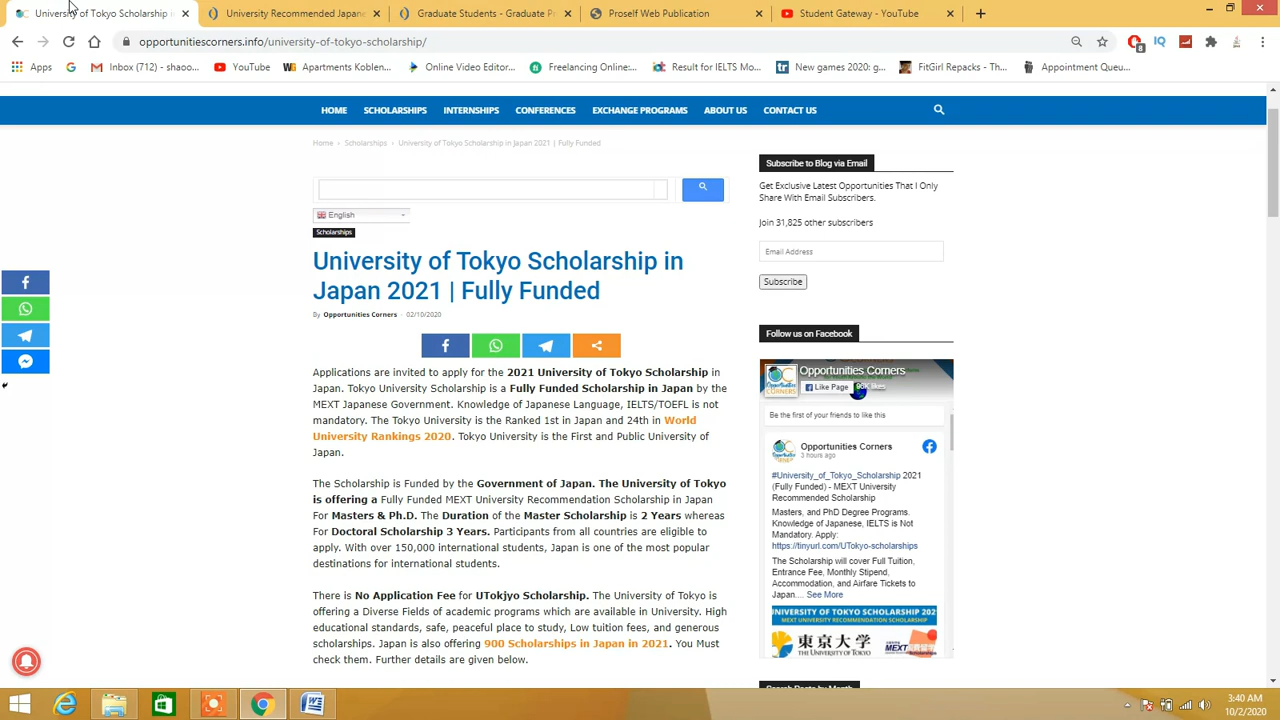 University of Tokyo Scholarship in
University Recommended Japane
Graduate Students - Graduate P
Proself Web Publication
Student Gateway - YouTube
opportunitiescorners.info/university-of-tokyo-scholarship/
8
Apps
Inbox (712) - shaoo...
YouTube
Apartments Koblen...
Online Video Editor...
Freelancing Online:...
Result for IELTS Mo...
New games 2020: g...
FitGirl Repacks - Th...
Appointment Queu...
HOME SCHOLARSHIPS INTERNSHIPS CONFERENCES EXCHANGE PROGRAMS ABOUT US CONTACT US
Home › Scholarships › University of Tokyo Scholarship in Japan 2021 | Fully Funded
English
Scholarships
University of Tokyo Scholarship in
Japan 2021 | Fully Funded
By Opportunities Corners - 02/10/2020
Applications are invited to apply for the 2021 University of Tokyo Scholarship in
Japan. Tokyo University Scholarship is a Fully Funded Scholarship in Japan by the
MEXT Japanese Government. Knowledge of Japanese Language, IELTS/TOEFL is not
mandatory. The Tokyo University is the Ranked 1st in Japan and 24th in World
University Rankings 2020. Tokyo University is the First and Public University of
Japan.
The Scholarship is Funded by the Government of Japan. The University of Tokyo
is offering a Fully Funded MEXT University Recommendation Scholarship in Japan
For Masters & Ph.D. The Duration of the Master Scholarship is 2 Years whereas
For Doctoral Scholarship 3 Years. Participants from all countries are eligible to
apply. With over 150,000 international students, Japan is one of the most popular
destinations for international students.
There is No Application Fee for UTokjyo Scholarship. The University of Tokyo is
offering a Diverse Fields of academic programs which are available in University. High
educational standards, safe, peaceful place to study, Low tuition fees, and generous
scholarships. Japan is also offering 900 Scholarships in Japan in 2021. You Must
check them. Further details are given below.
Subscribe to Blog via Email
Get Exclusive Latest Opportunities That I Only
Share With Email Subscribers.
Join 31,825 other subscribers
Email Address
Subscribe
Follow us on Facebook
Opportunities Corners
Like Page
96K likes
Be the first of your friends to like this
Opportunities Corners
3 hours ago
#University_of_Tokyo_Scholarship 2021
(Fully Funded) - MEXT University
Recommended Scholarship
Masters, and PhD Degree Programs.
Knowledge of Japanese, IELTS is Not
Mandatory. Apply:
https://tinyurl.com/UTokyo-scholarships
The Scholarship will cover Full Tuition,
Entrance Fee, Monthly Stipend,
Accommodation, and Airfare Tickets to
Japan.... See More
UNIVERSITY OF TOKYO SCHOLARSHIP 202
MEXT UNIVERSITY RECOMMENDATION SCHOLARSHIP
東京大学
THE UNIVERSITY OF TOKYO
MEXT
Search Posts by Month
3:40 AM
10/2/2020